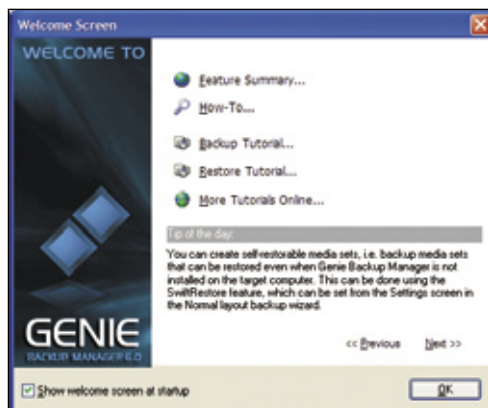 Welcome Screen
WELCOME TO
Feature Summary...
How-To...
Backup Tutorial...
Restore Tutorial...
More Tutorials Online...
Tip of the day:
You can create self-restorable media sets, i.e. backup media sets
that can be restored even when Genie Backup Manager is not
installed on the target computer. This can be done using the
SwiftRestore feature, which can be set from the Settings screen in
the Normal layout backup wizard.
<< Previous Next >>
GENIE
BACKUP MANAGER 6.0
Show welcome screen at startup
OK